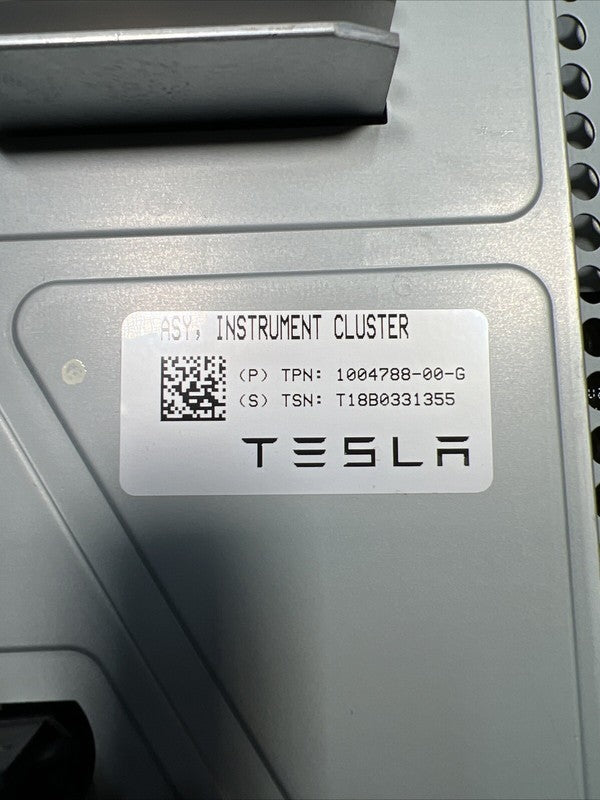 ASY, INSTRUMENT CLUSTER
(P) TPN: 1004788-00-G
(S) TSN: T18B0331355
TESLA